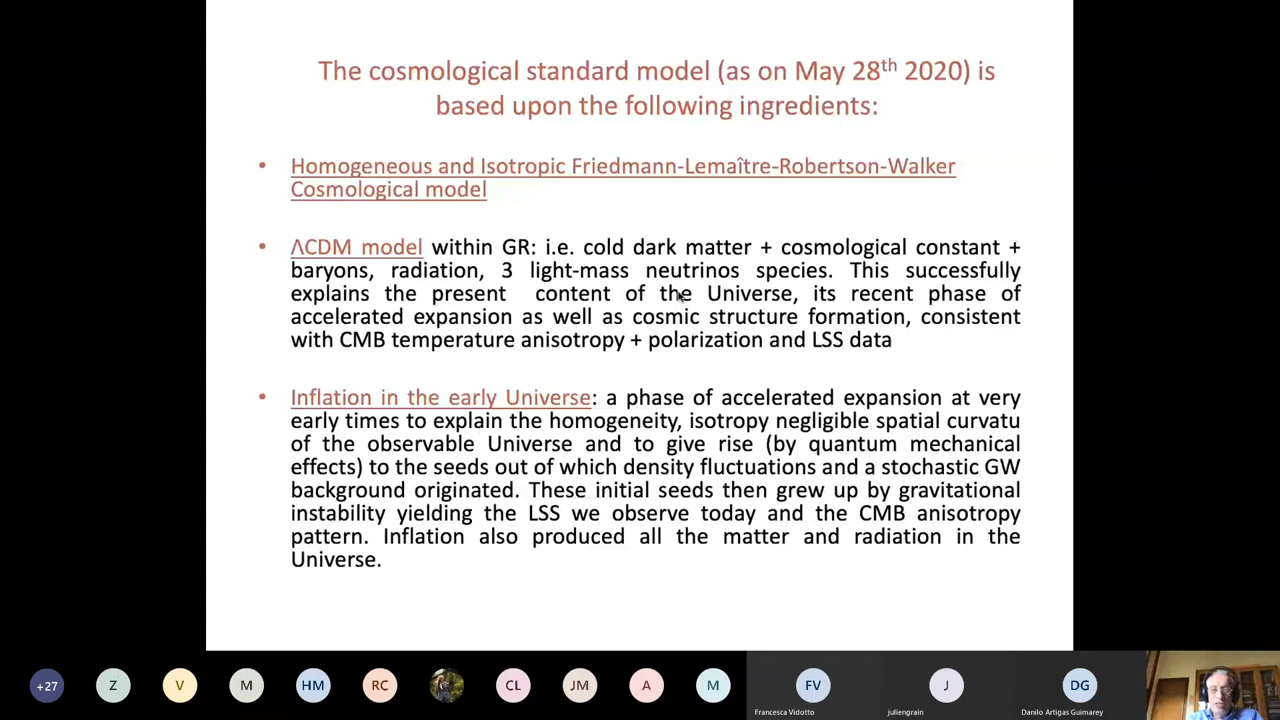 The cosmological standard model (as on May 28th 2020) is
based upon the following ingredients:
• Homogeneous and Isotropic Friedmann-Lemaître-Robertson-Walker
Cosmological model
• ΛCDM model within GR: i.e. cold dark matter + cosmological constant +
baryons, radiation, 3 light-mass neutrinos species. This successfully
explains the present content of the Universe, its recent phase of
accelerated expansion as well as cosmic structure formation, consistent
with CMB temperature anisotropy + polarization and LSS data
• Inflation in the early Universe: a phase of accelerated expansion at very
early times to explain the homogeneity, isotropy negligible spatial curvatu
of the observable Universe and to give rise (by quantum mechanical
effects) to the seeds out of which density fluctuations and a stochastic GW
background originated. These initial seeds then grew up by gravitational
instability yielding the LSS we observe today and the CMB anisotropy
pattern. Inflation also produced all the matter and radiation in the
Universe.
+27 Z V M HM RC CL JM A M FV J DG
Francesca Vidotto juliengrain Danilo Artigas Guimarey